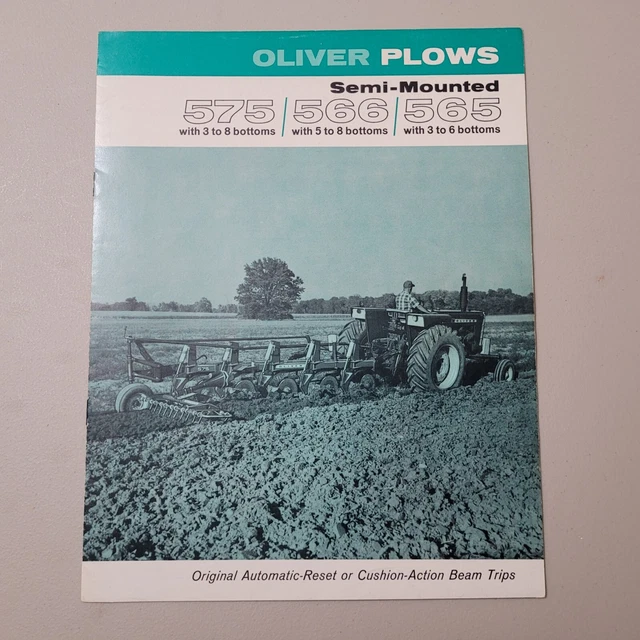 OLIVER PLOWS
Semi-Mounted
575 / 566 / 565
with 3 to 8 bottoms with 5 to 8 bottoms with 3 to 6 bottoms
OLIVER
Original Automatic-Reset or Cushion-Action Beam Trips